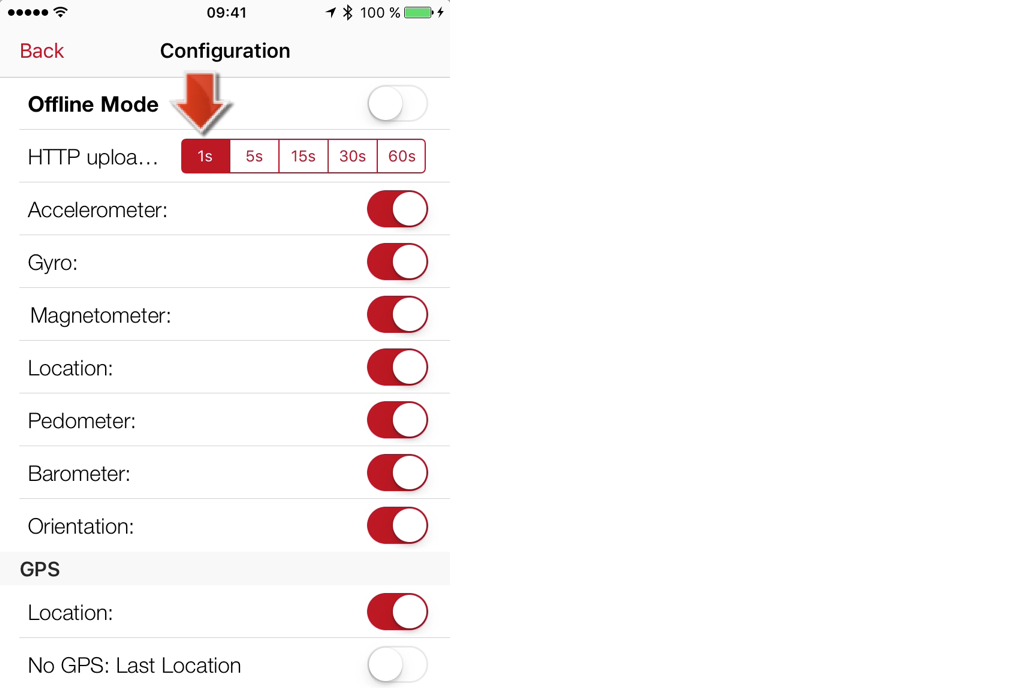 09:41 100 %
Back Configuration
Offline Mode
HTTP uploa... 1s 5s 15s 30s 60s
Accelerometer:
Gyro:
Magnetometer:
Location:
Pedometer:
Barometer:
Orientation:
GPS
Location:
No GPS: Last Location